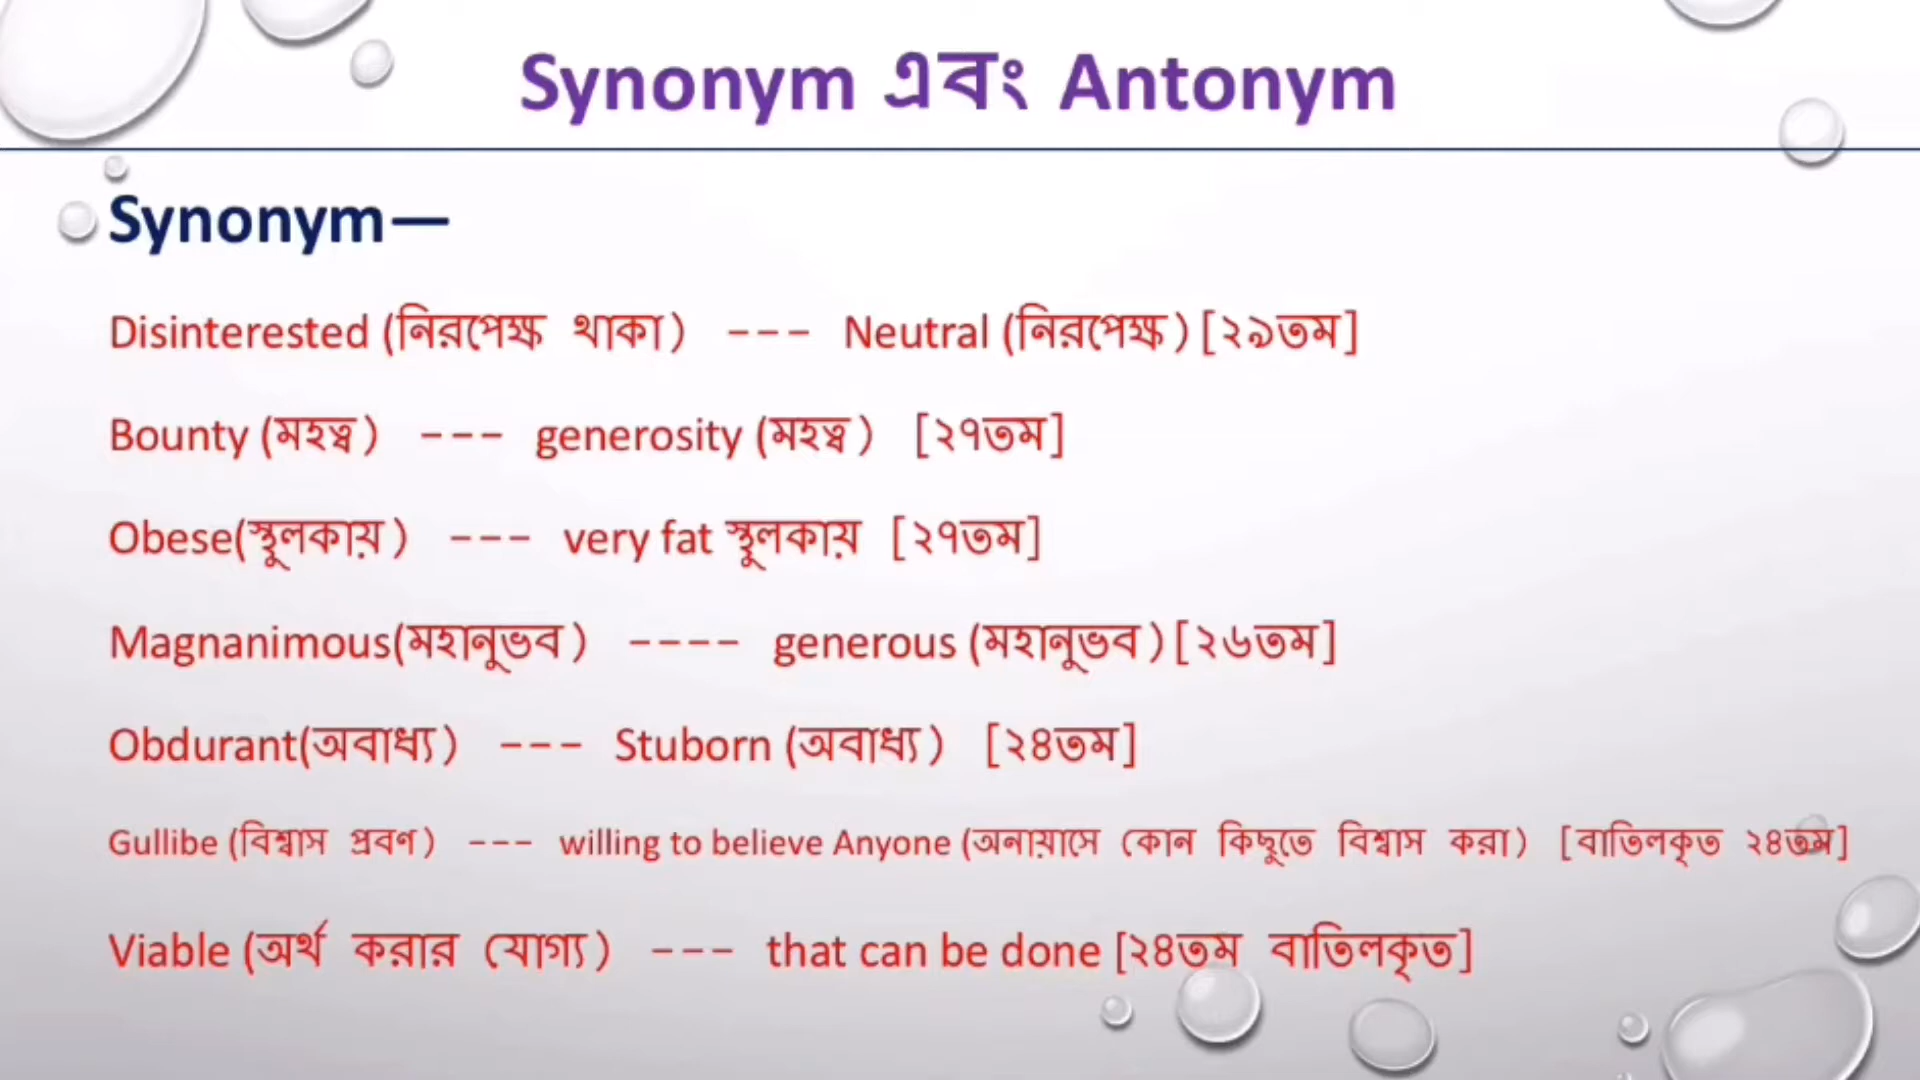 Synonym এবং Antonym
Synonym—
Disinterested (নিরপেক্ষ থাকা) --- Neutral (নিরপেক্ষ) [২৯তম]
Bounty (মহত্ব) --- generosity (মহত্ব) [২৭তম]
Obese(স্থুলকায়) --- very fat স্থুলকায় [২৭তম]
Magnanimous(মহানুভব) ---- generous (মহানুভব) [২৬তম]
Obdurant(অবাধ্য) --- Stuborn (অবাধ্য) [২৪তম]
Gullibe (বিশ্বাস প্রবণ) --- willing to believe Anyone (অনায়াসে কোন কিছুতে বিশ্বাস করা) [বাতিলকৃত ২৪তম]
Viable (অর্থ করার যোগ্য) --- that can be done [২৪তম বাতিলকৃত]